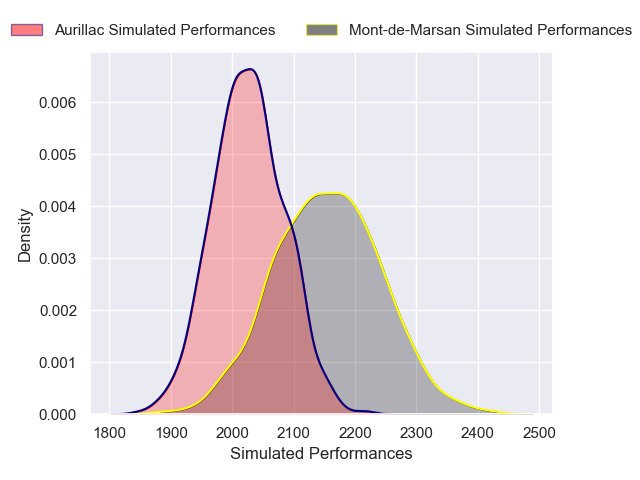 Aurillac Simulated Performances
Mont-de-Marsan Simulated Performances
0.006
0.005
0.004
0.003
0.002
0.001
0.000
Density
1800 1900 2000 2100 2200 2300 2400 2500
Simulated Performances